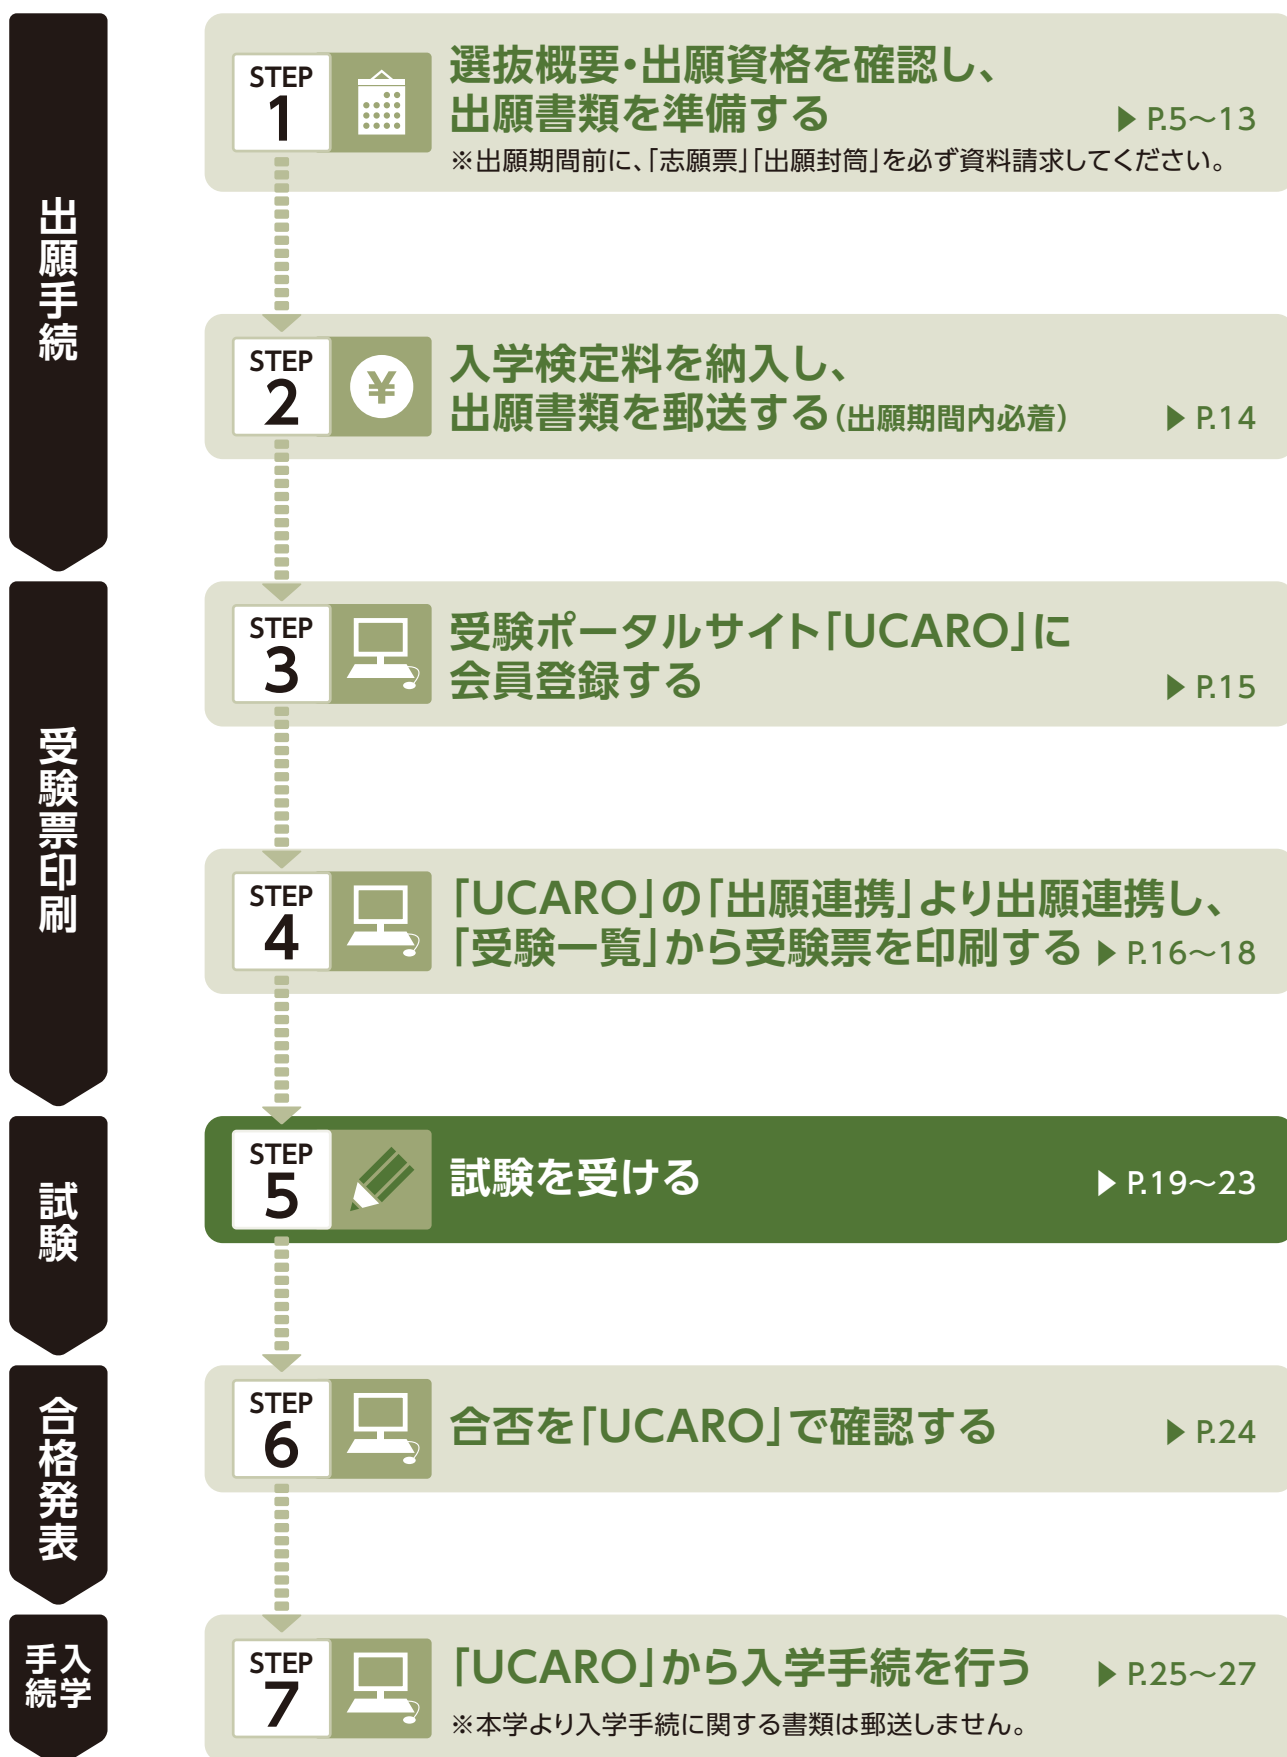 出願手続
STEP
1
選抜概要・出願資格を確認し、
出願書類を準備する ▶ P.5〜13
※出願期間前に、「志願票」「出願封筒」を必ず資料請求してください。
STEP
2
¥
入学検定料を納入し、
出願書類を郵送する（出願期間内必着） ▶ P.14
受験票印刷
STEP
3
受験ポータルサイト「UCARO」に
会員登録する ▶ P.15
STEP
4
「UCARO」の「出願連携」より出願連携し、
「受験一覧」から受験票を印刷する ▶ P.16〜18
試験
STEP
5
試験を受ける ▶ P.19〜23
合格発表
STEP
6
合否を「UCARO」で確認する ▶ P.24
入学
手続
STEP
7
「UCARO」から入学手続を行う ▶ P.25〜27
※本学より入学手続に関する書類は郵送しません。